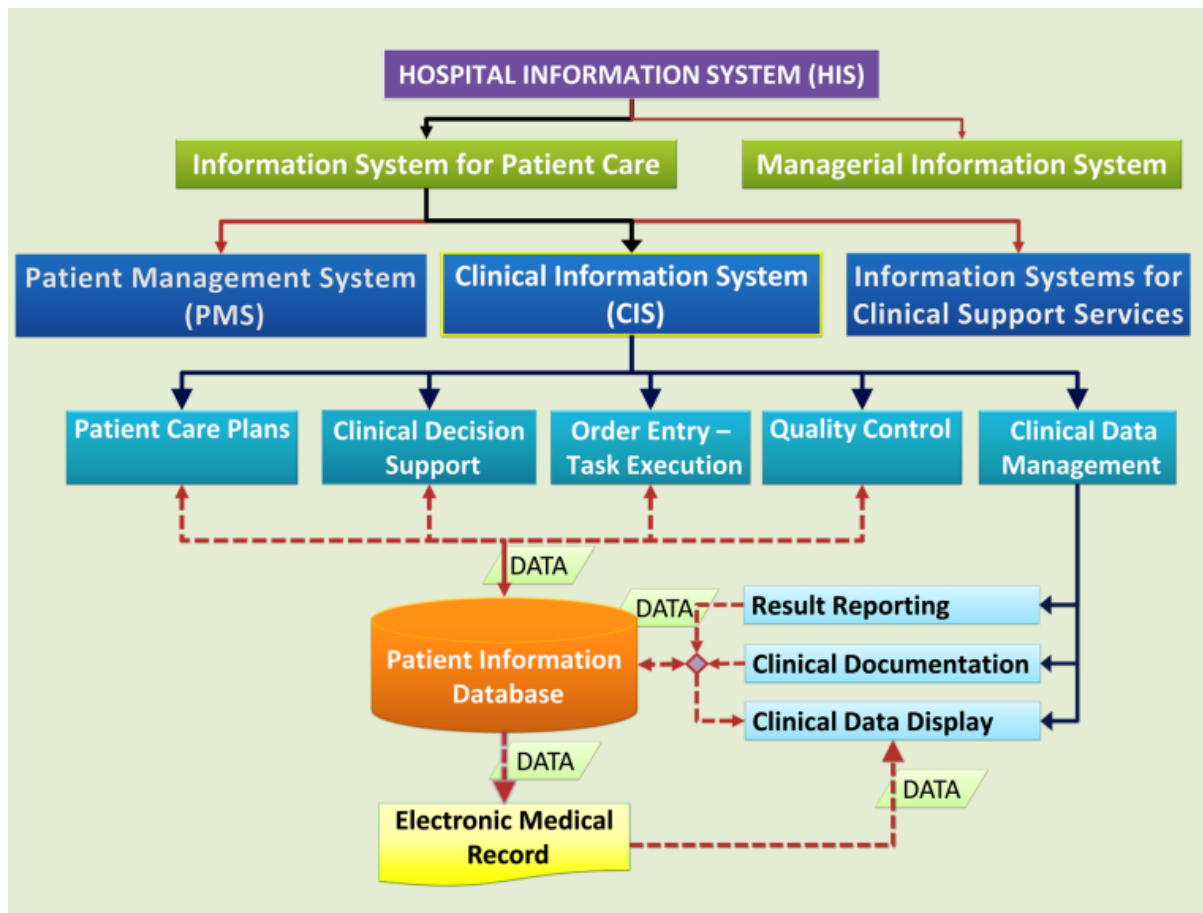 HOSPITAL INFORMATION SYSTEM (HIS)
Information System for Patient Care
Managerial Information System
Patient Management System
(PMS)
Clinical Information System
(CIS)
Information Systems for
Clinical Support Services
Patient Care Plans
Clinical Decision
Support
Order Entry –
Task Execution
Quality Control
Clinical Data
Management
DATA
DATA
Result Reporting
Patient Information
Database
Clinical Documentation
Clinical Data Display
DATA
DATA
Electronic Medical
Record